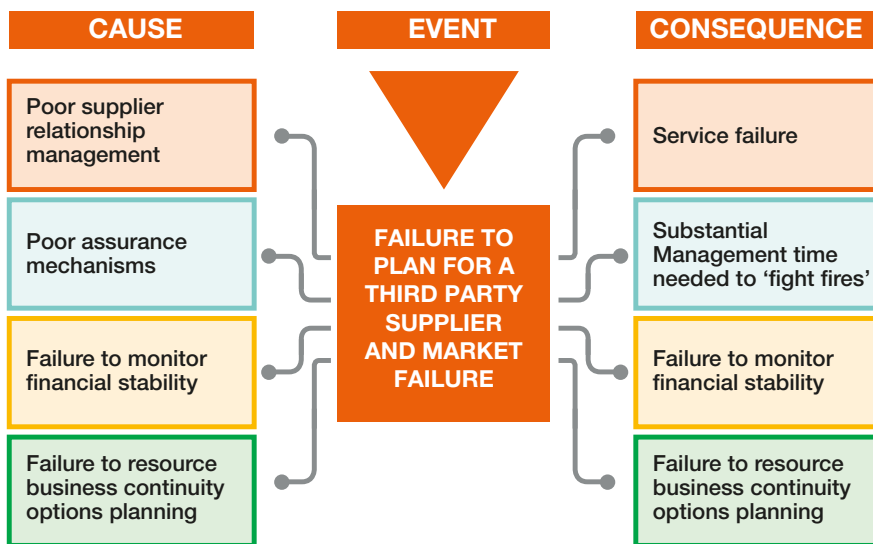 CAUSE
EVENT
CONSEQUENCE
Poor supplier
relationship
management
Poor assurance
mechanisms
Failure to monitor
financial stability
Failure to resource
business continuity
options planning
FAILURE TO
PLAN FOR A
THIRD PARTY
SUPPLIER
AND MARKET
FAILURE
Service failure
Substantial
Management time
needed to ‘fight fires’
Failure to monitor
financial stability
Failure to resource
business continuity
options planning